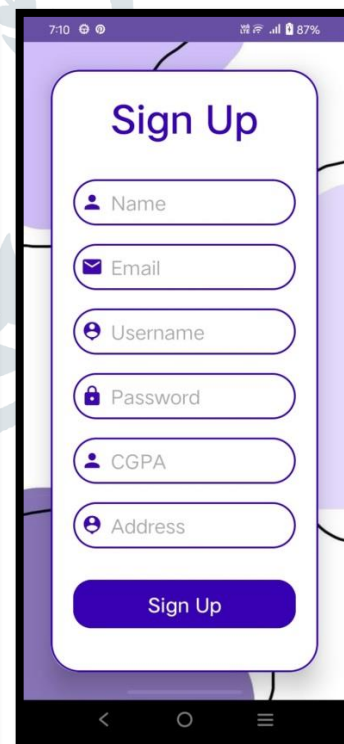 7:10
87%
Sign Up
Name
Email
Username
Password
CGPA
Address
Sign Up